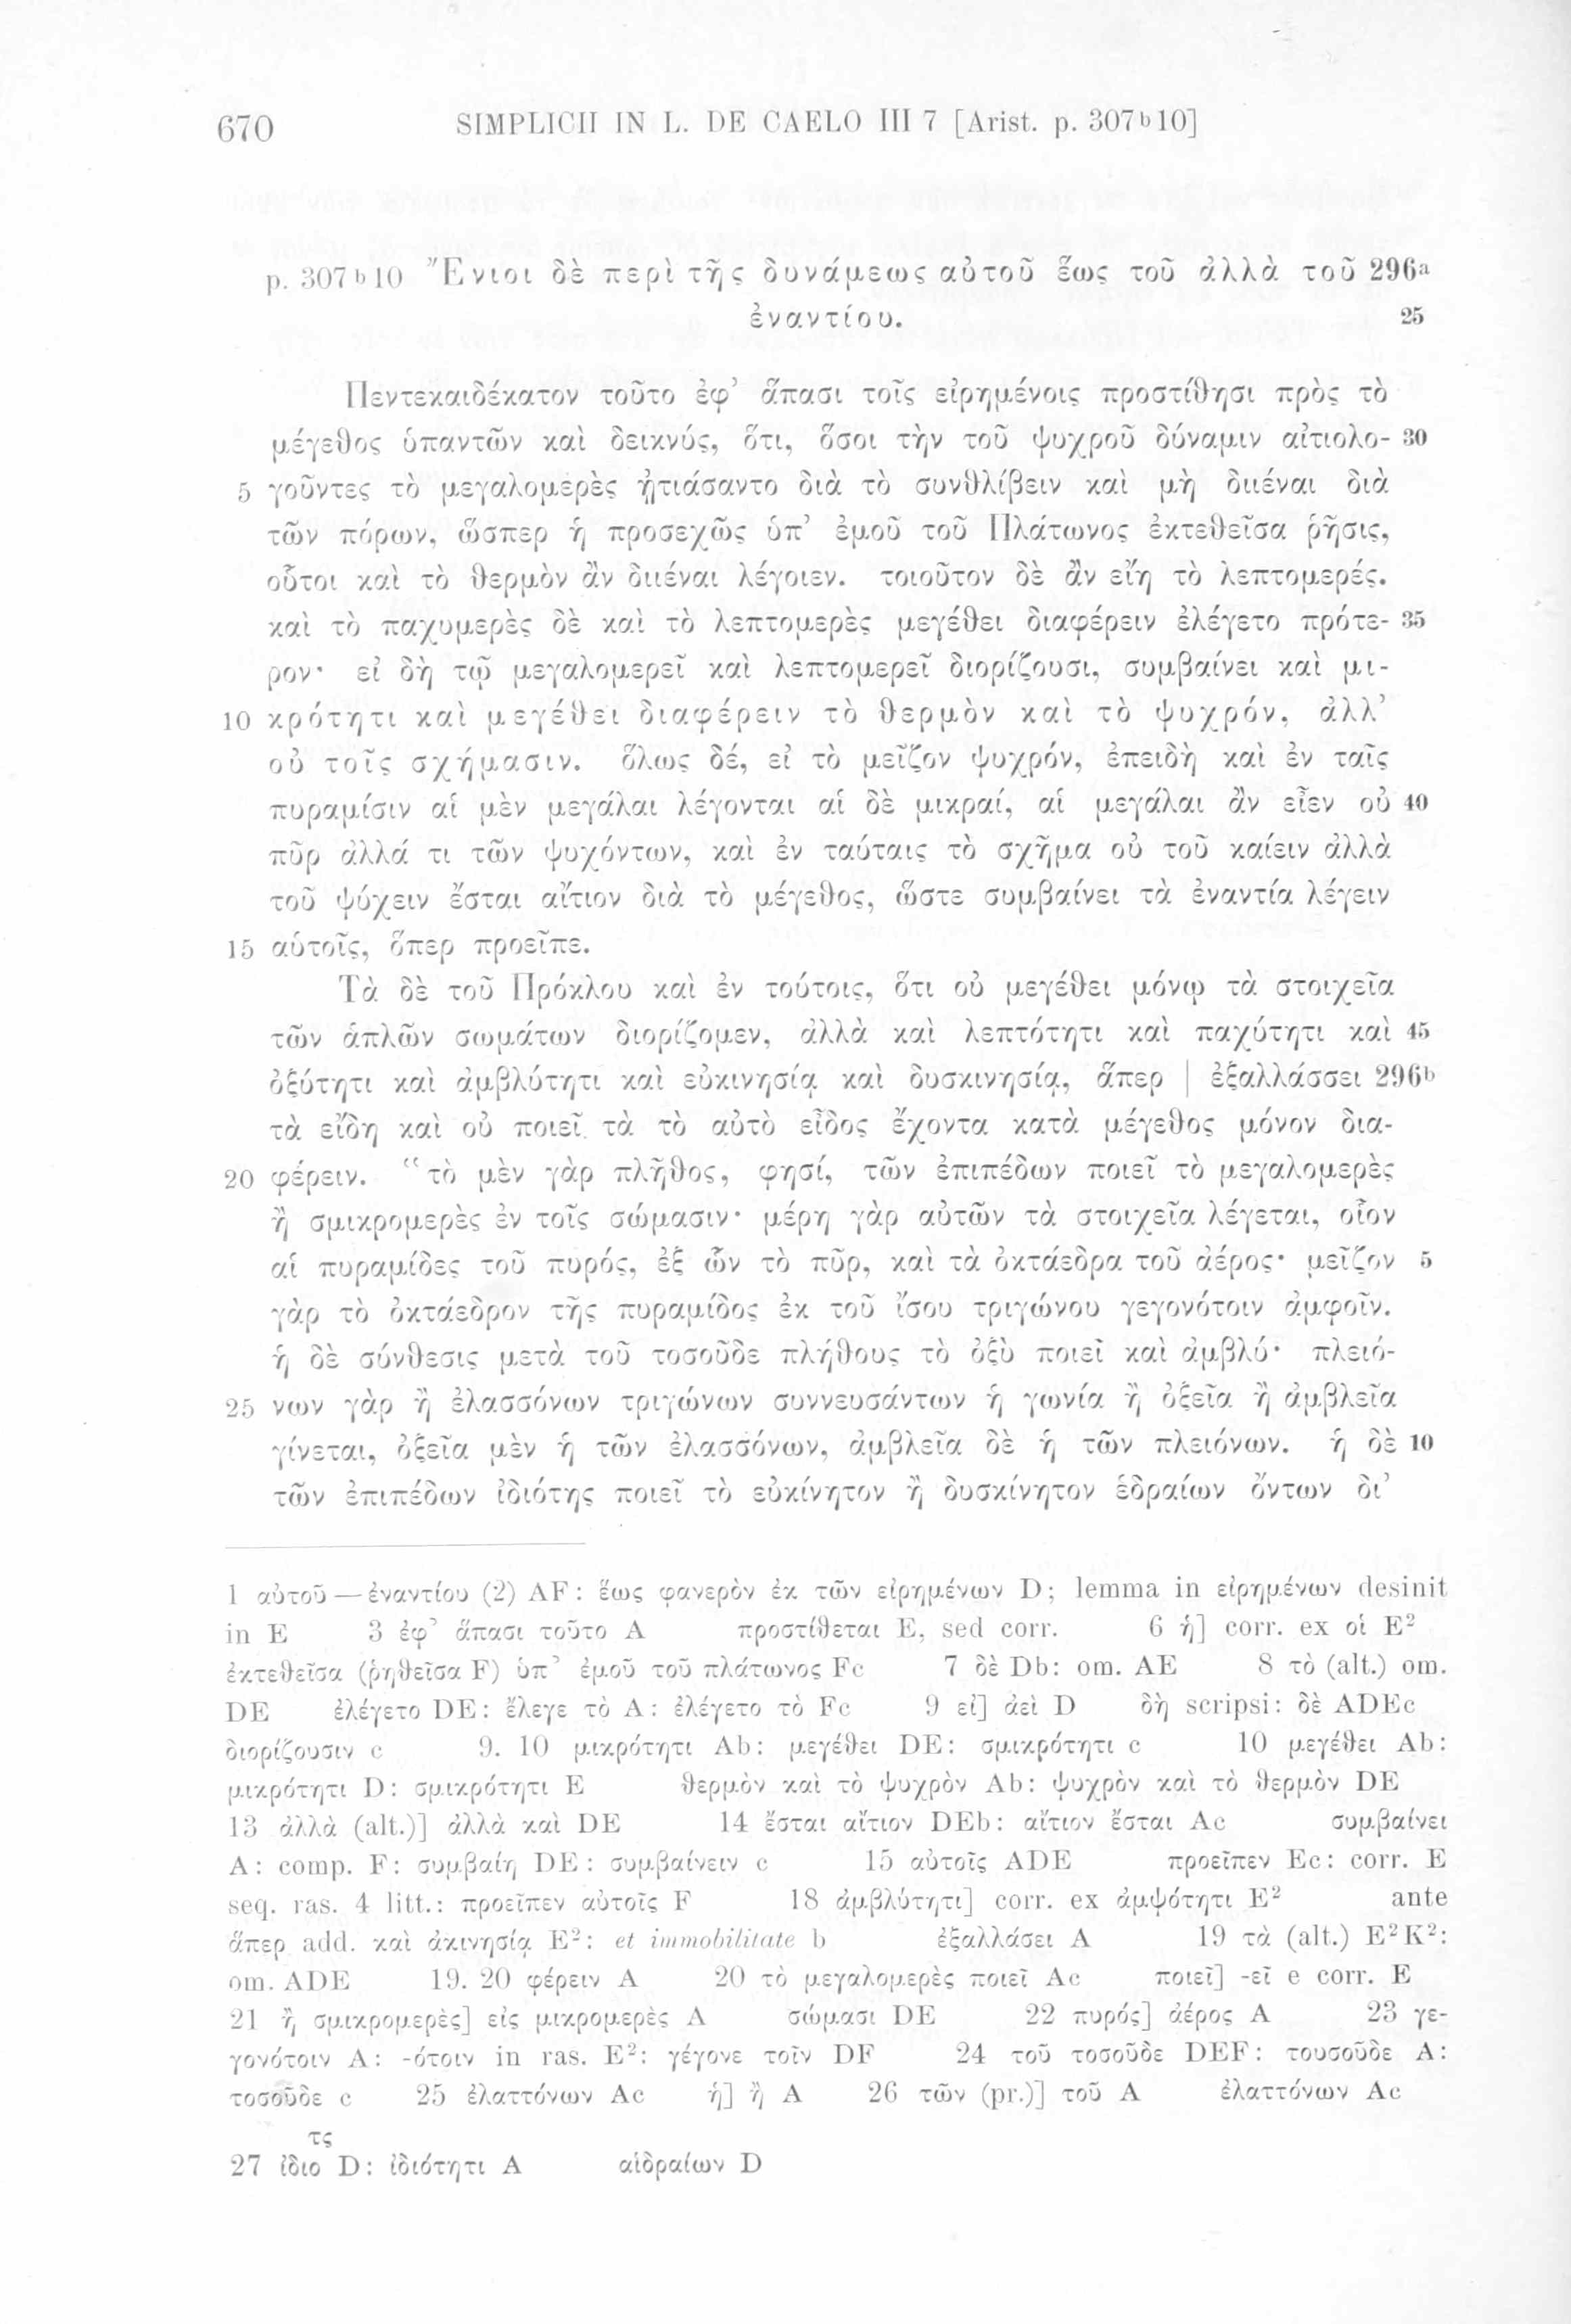 670 SIMPLICII IN L. DE CAELO III 7 [Arist. p. 307ᵇ10]
p. 307ᵇ10 Ἔνιοι δὲ περὶ τῆς δυνάμεως αὐτοῦ ἕως τοῦ ἀλλὰ τοῦ 296ᵃ
ἐναντίου. 25
Πεντεκαιδέκατον τοῦτο ἐφ’ ἅπασι τοῖς εἰρημένοις προστίθησι πρὸς τὸ
μέγεθος ὑπαντῶν καὶ δεικνύς, ὅτι, ὅσοι τὴν τοῦ ψυχροῦ δύναμιν αἰτιολο- 30
5 γοῦντες τὸ μεγαλομερὲς ᾐτιάσαντο διὰ τὸ συνθλίβειν καὶ μὴ διιέναι διὰ
τῶν πόρων, ὥσπερ ἡ προσεχῶς ὑπ’ ἐμοῦ τοῦ Πλάτωνος ἐκτεθεῖσα ῥῆσις,
οὗτοι καὶ τὸ θερμὸν ἂν διιέναι λέγοιεν. τοιοῦτον δὲ ἂν εἴη τὸ λεπτομερές.
καὶ τὸ παχυμερὲς δὲ καὶ τὸ λεπτομερὲς μεγέθει διαφέρειν ἐλέγετο πρότε- 35
ρον· εἰ δὴ τῷ μεγαλομερεῖ καὶ λεπτομερεῖ διορίζουσι, συμβαίνει καὶ μι-
10 κρότητι καὶ μεγέθει διαφέρειν τὸ θερμὸν καὶ τὸ ψυχρόν, ἀλλ’
οὐ τοῖς σχήμασιν. ὅλως δέ, εἰ τὸ μεῖζον ψυχρόν, ἐπειδὴ καὶ ἐν ταῖς
πυραμίσιν αἱ μὲν μεγάλαι λέγονται αἱ δὲ μικραί, αἱ μεγάλαι ἂν εἶεν οὐ 40
πῦρ ἀλλά τι τῶν ψυχόντων, καὶ ἐν ταύταις τὸ σχῆμα οὐ τοῦ καίειν ἀλλὰ
τοῦ ψύχειν ἔσται αἴτιον διὰ τὸ μέγεθος, ὥστε συμβαίνει τὰ ἐναντία λέγειν
15 αὑτοῖς, ὅπερ προεῖπε.
Τὰ δὲ τοῦ Πρόκλου καὶ ἐν τούτοις, ὅτι οὐ μεγέθει μόνῳ τὰ στοιχεῖα
τῶν ἁπλῶν σωμάτων διορίζομεν, ἀλλὰ καὶ λεπτότητι καὶ παχύτητι καὶ 45
ὀξύτητι καὶ ἀμβλύτητι καὶ εὐκινησίᾳ καὶ δυσκινησίᾳ, ἅπερ | ἐξαλλάσσει 296ᵇ
τὰ εἴδη καὶ οὐ ποιεῖ τὰ τὸ αὐτὸ εἶδος ἔχοντα κατὰ μέγεθος μόνον δια-
20 φέρειν. “τὸ μὲν γὰρ πλῆθος, φησί, τῶν ἐπιπέδων ποιεῖ τὸ μεγαλομερὲς
ἢ σμικρομερὲς ἐν τοῖς σώμασιν· μέρη γὰρ αὐτῶν τὰ στοιχεῖα λέγεται, οἷον
αἱ πυραμίδες τοῦ πυρός, ἐξ ὧν τὸ πῦρ, καὶ τὰ ὀκτάεδρα τοῦ ἀέρος· μεῖζον 5
γὰρ τὸ ὀκτάεδρον τῆς πυραμίδος ἐκ τοῦ ἴσου τριγώνου γεγονότοιν ἀμφοῖν.
ἡ δὲ σύνθεσις μετὰ τοῦ τοσοῦδε πλήθους τὸ ὀξὺ ποιεῖ καὶ ἀμβλύ· πλειό-
25 νων γὰρ ἢ ἐλασσόνων τριγώνων συννευσάντων ἡ γωνία ἢ ὀξεῖα ἢ ἀμβλεῖα
γίνεται, ὀξεῖα μὲν ἡ τῶν ἐλασσόνων, ἀμβλεῖα δὲ ἡ τῶν πλειόνων. ἡ δὲ 10
τῶν ἐπιπέδων ἰδιότης ποιεῖ τὸ εὐκίνητον ἢ δυσκίνητον ἑδραίων ὄντων δι’
1 αὐτοῦ — ἐναντίου (2) AF: ἕως φανερὸν ἐκ τῶν εἰρημένων D; lemma in εἰρημένων desinit
in E 3 ἐφ’ ἅπασι τοῦτο A προστίθεται E, sed corr. 6 ἡ] corr. ex οἱ E²
ἐκτεθεῖσα (ῥηθεῖσα F) ὑπ’ ἐμοῦ τοῦ πλάτωνος Fc 7 δὲ Db: om. AE 8 τὸ (alt.) om.
DE ἐλέγετο DE: ἔλεγε τὸ A: ἐλέγετο τὸ Fc 9 εἰ] ἀεὶ D δὴ scripsi: δὲ ADEc
διορίζουσιν c 9. 10 μικρότητι Ab: μεγέθει DE: σμικρότητι c 10 μεγέθει Ab:
μικρότητι D: σμικρότητι E θερμὸν καὶ τὸ ψυχρὸν Ab: ψυχρὸν καὶ τὸ θερμὸν DE
13 ἀλλὰ (alt.)] ἀλλὰ καὶ DE 14 ἔσται αἴτιον DEb: αἴτιον ἔσται Ac συμβαίνει
A: comp. F: συμβαίη DE: συμβαίνειν c 15 αὐτοῖς ADE προεῖπεν Ec: corr. E
seq. ras. 4 litt.: προεῖπεν αὐτοῖς F 18 ἀμβλύτητι] corr. ex ἀμψότητι E² ante
ἅπερ add. καὶ ἀκινησίᾳ E²: et immobilitate b ἐξαλλάσει A 19 τὰ (alt.) E²K²:
om. ADE 19. 20 φέρειν A 20 τὸ μεγαλομερὲς ποιεῖ Ac ποιεῖ] -εῖ e corr. E
21 ἢ σμικρομερὲς] εἰς μικρομερὲς A σώμασι DE 22 πυρός] ἀέρος A 23 γε-
γονότοιν A: -ότοιν in ras. E²: γέγονε τοῖν DF 24 τοῦ τοσοῦδε DEF: τουσοῦδε A:
τοσοῦδε c 25 ἐλαττόνων Ac ἡ] ἢ A 26 τῶν (pr.)] τοῦ A ἐλαττόνων Ac
τς
27 ἰδιο D: ἰδιότητι A αἱδραίων D